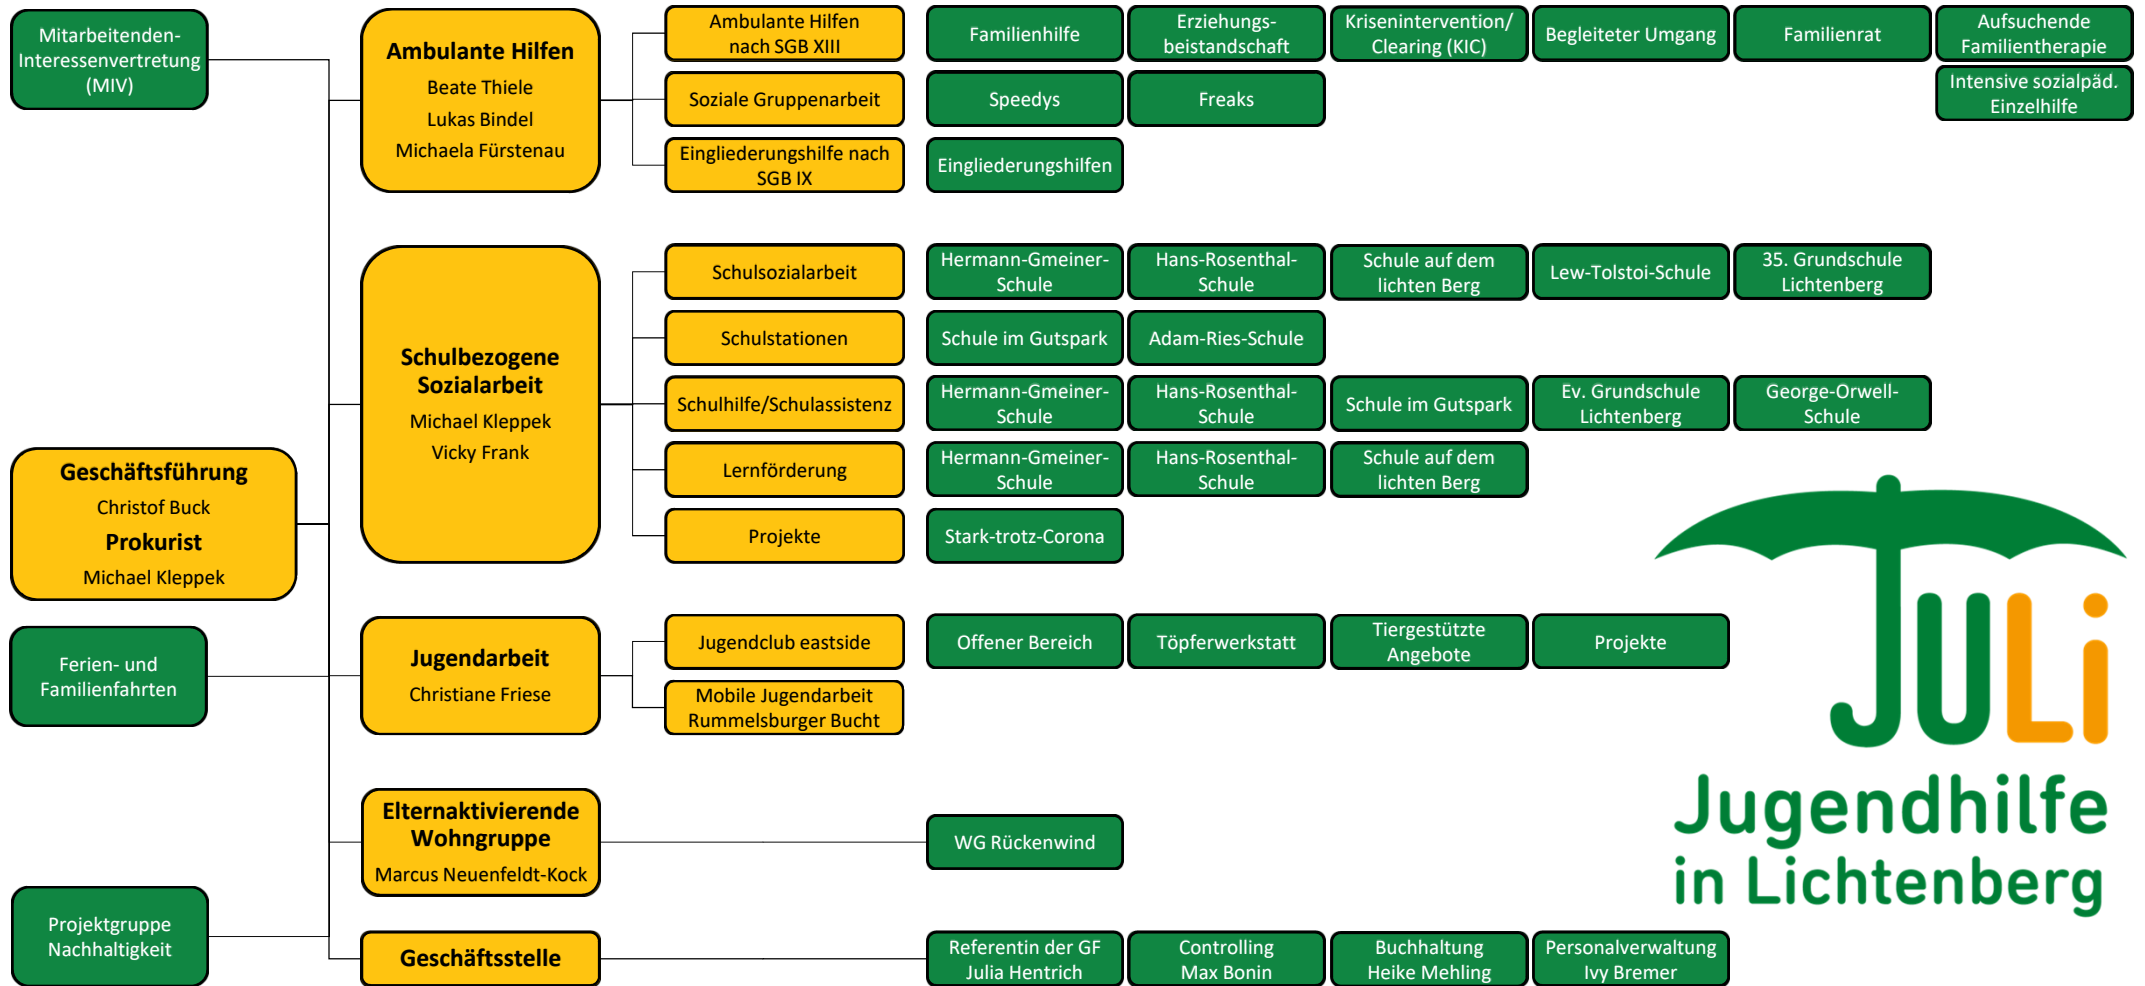 Mitarbeitenden-
Interessenvertretung
(MIV)
Geschäftsführung
Christof Buck
Prokurist
Michael Kleppek
Ferien- und
Familienfahrten
Projektgruppe
Nachhaltigkeit
Ambulante Hilfen
Beate Thiele
Lukas Bindel
Michaela Fürstenau
Ambulante Hilfen
nach SGB XIII
Familienhilfe
Erziehungs-
beistandschaft
Krisenintervention/
Clearing (KIC)
Begleiteter Umgang
Familienrat
Aufsuchende
Familientherapie
Intensive sozialpäd.
Einzelhilfe
Soziale Gruppenarbeit
Speedys
Freaks
Eingliederungshilfe nach
SGB IX
Eingliederungshilfen
Schulbezogene
Sozialarbeit
Michael Kleppek
Vicky Frank
Schulsozialarbeit
Hermann-Gmeiner-
Schule
Hans-Rosenthal-
Schule
Schule auf dem
lichten Berg
Lew-Tolstoi-Schule
35. Grundschule
Lichtenberg
Schulstationen
Schule im Gutspark
Adam-Ries-Schule
Schulhilfe/Schulassistenz
Hermann-Gmeiner-
Schule
Hans-Rosenthal-
Schule
Schule im Gutspark
Ev. Grundschule
Lichtenberg
George-Orwell-
Schule
Lernförderung
Hermann-Gmeiner-
Schule
Hans-Rosenthal-
Schule
Schule auf dem
lichten Berg
Projekte
Stark-trotz-Corona
Jugendarbeit
Christiane Friese
Jugendclub eastside
Offener Bereich
Töpferwerkstatt
Tiergestützte
Angebote
Projekte
Mobile Jugendarbeit
Rummelsburger Bucht
Elternaktivierende
Wohngruppe
Marcus Neuenfeldt-Kock
WG Rückenwind
Geschäftsstelle
Referentin der GF
Julia Hentrich
Controlling
Max Bonin
Buchhaltung
Heike Mehling
Personalverwaltung
Ivy Bremer
JULi
Jugendhilfe
in Lichtenberg